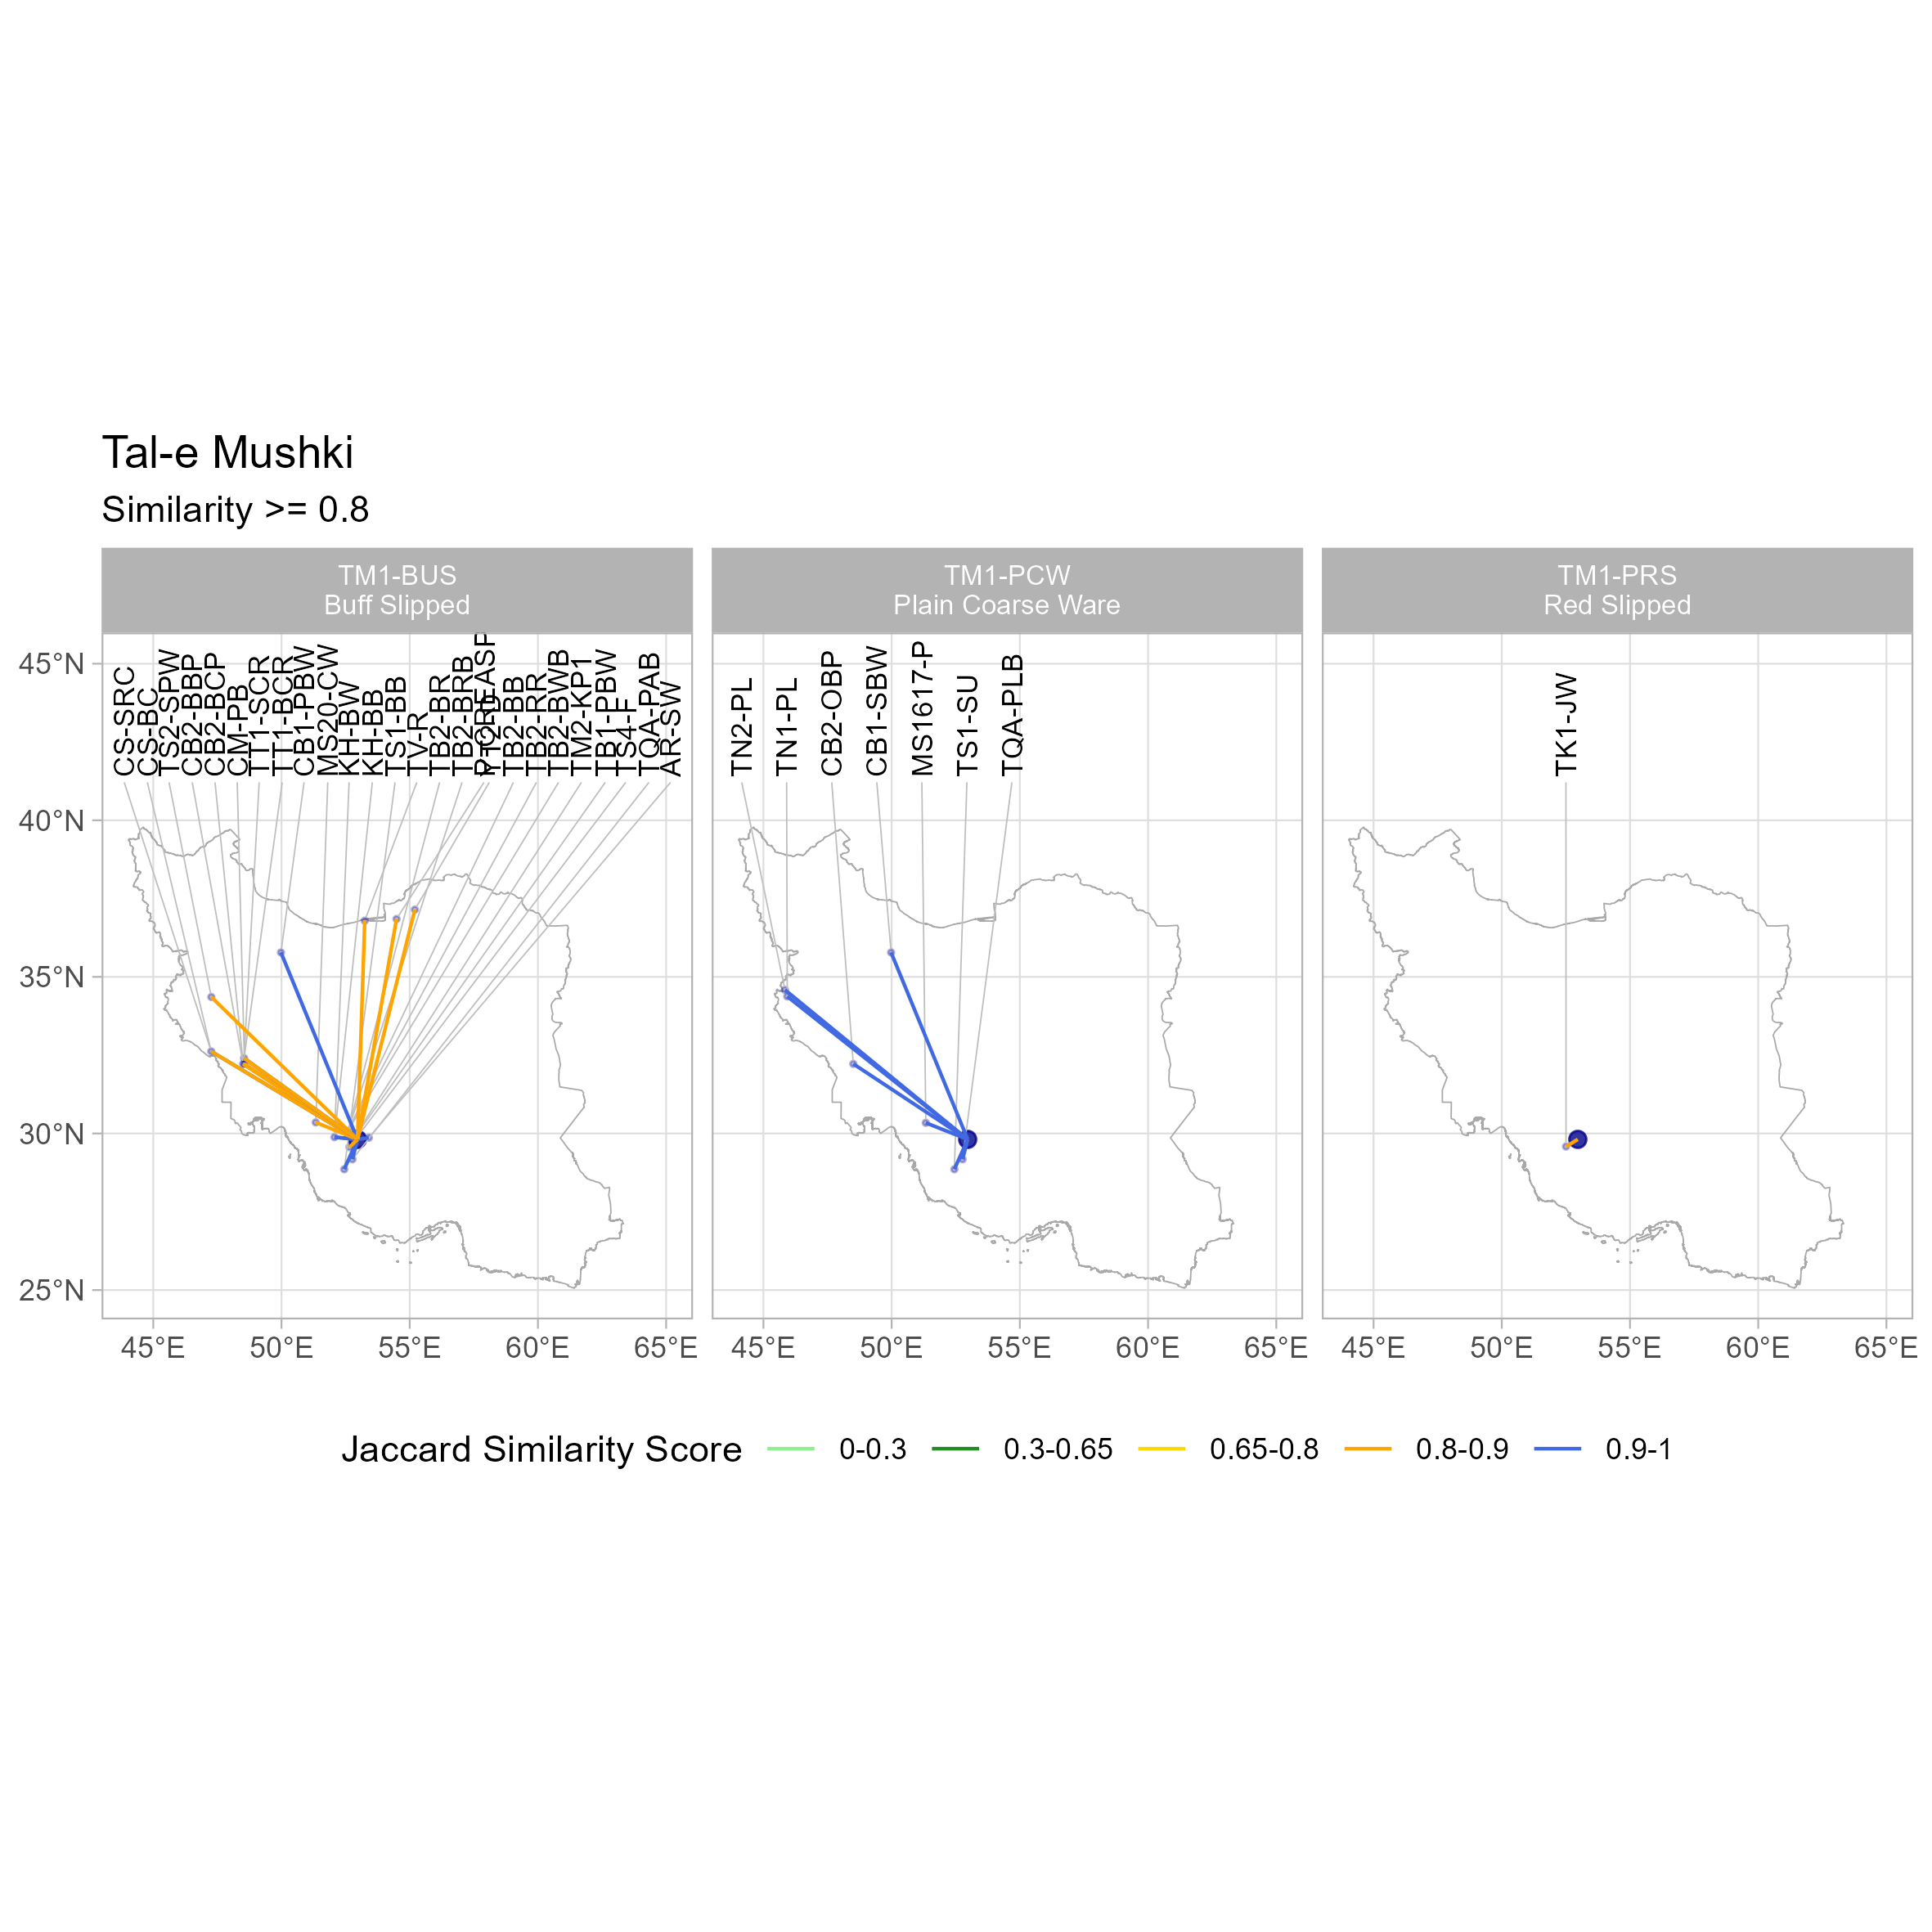 Tal-e Mushki
Similarity >= 0.8
TM1-BUS
Buff Slipped
TM1-PCW
Plain Coarse Ware
TM1-PRS
Red Slipped
CS-SRC
CS-BC
TS2-SPW
CB2-BBP
CB2-BCP
CM-PB
TT1-SCR
TT1-BCR
CB1-PBW
MS20-CW
KH-BW
KH-BB
TS1-BB
TV-R
TB2-BR
TB2-BRB
TB2-BB
TB2-RR
TB2-BWB
TM2-KP1
TB1-PBW
TS4-F
TQA-PAB
AR-SW
TN2-PL
TN1-PL
CB2-OBP
CB1-SBW
MS1617-P
TS1-SU
TQA-PLB
TK1-JW
45°N
40°N
35°N
30°N
25°N
45°E 50°E 55°E 60°E 65°E
45°E 50°E 55°E 60°E 65°E
45°E 50°E 55°E 60°E 65°E
Jaccard Similarity Score 0-0.3 0.3-0.65 0.65-0.8 0.8-0.9 0.9-1